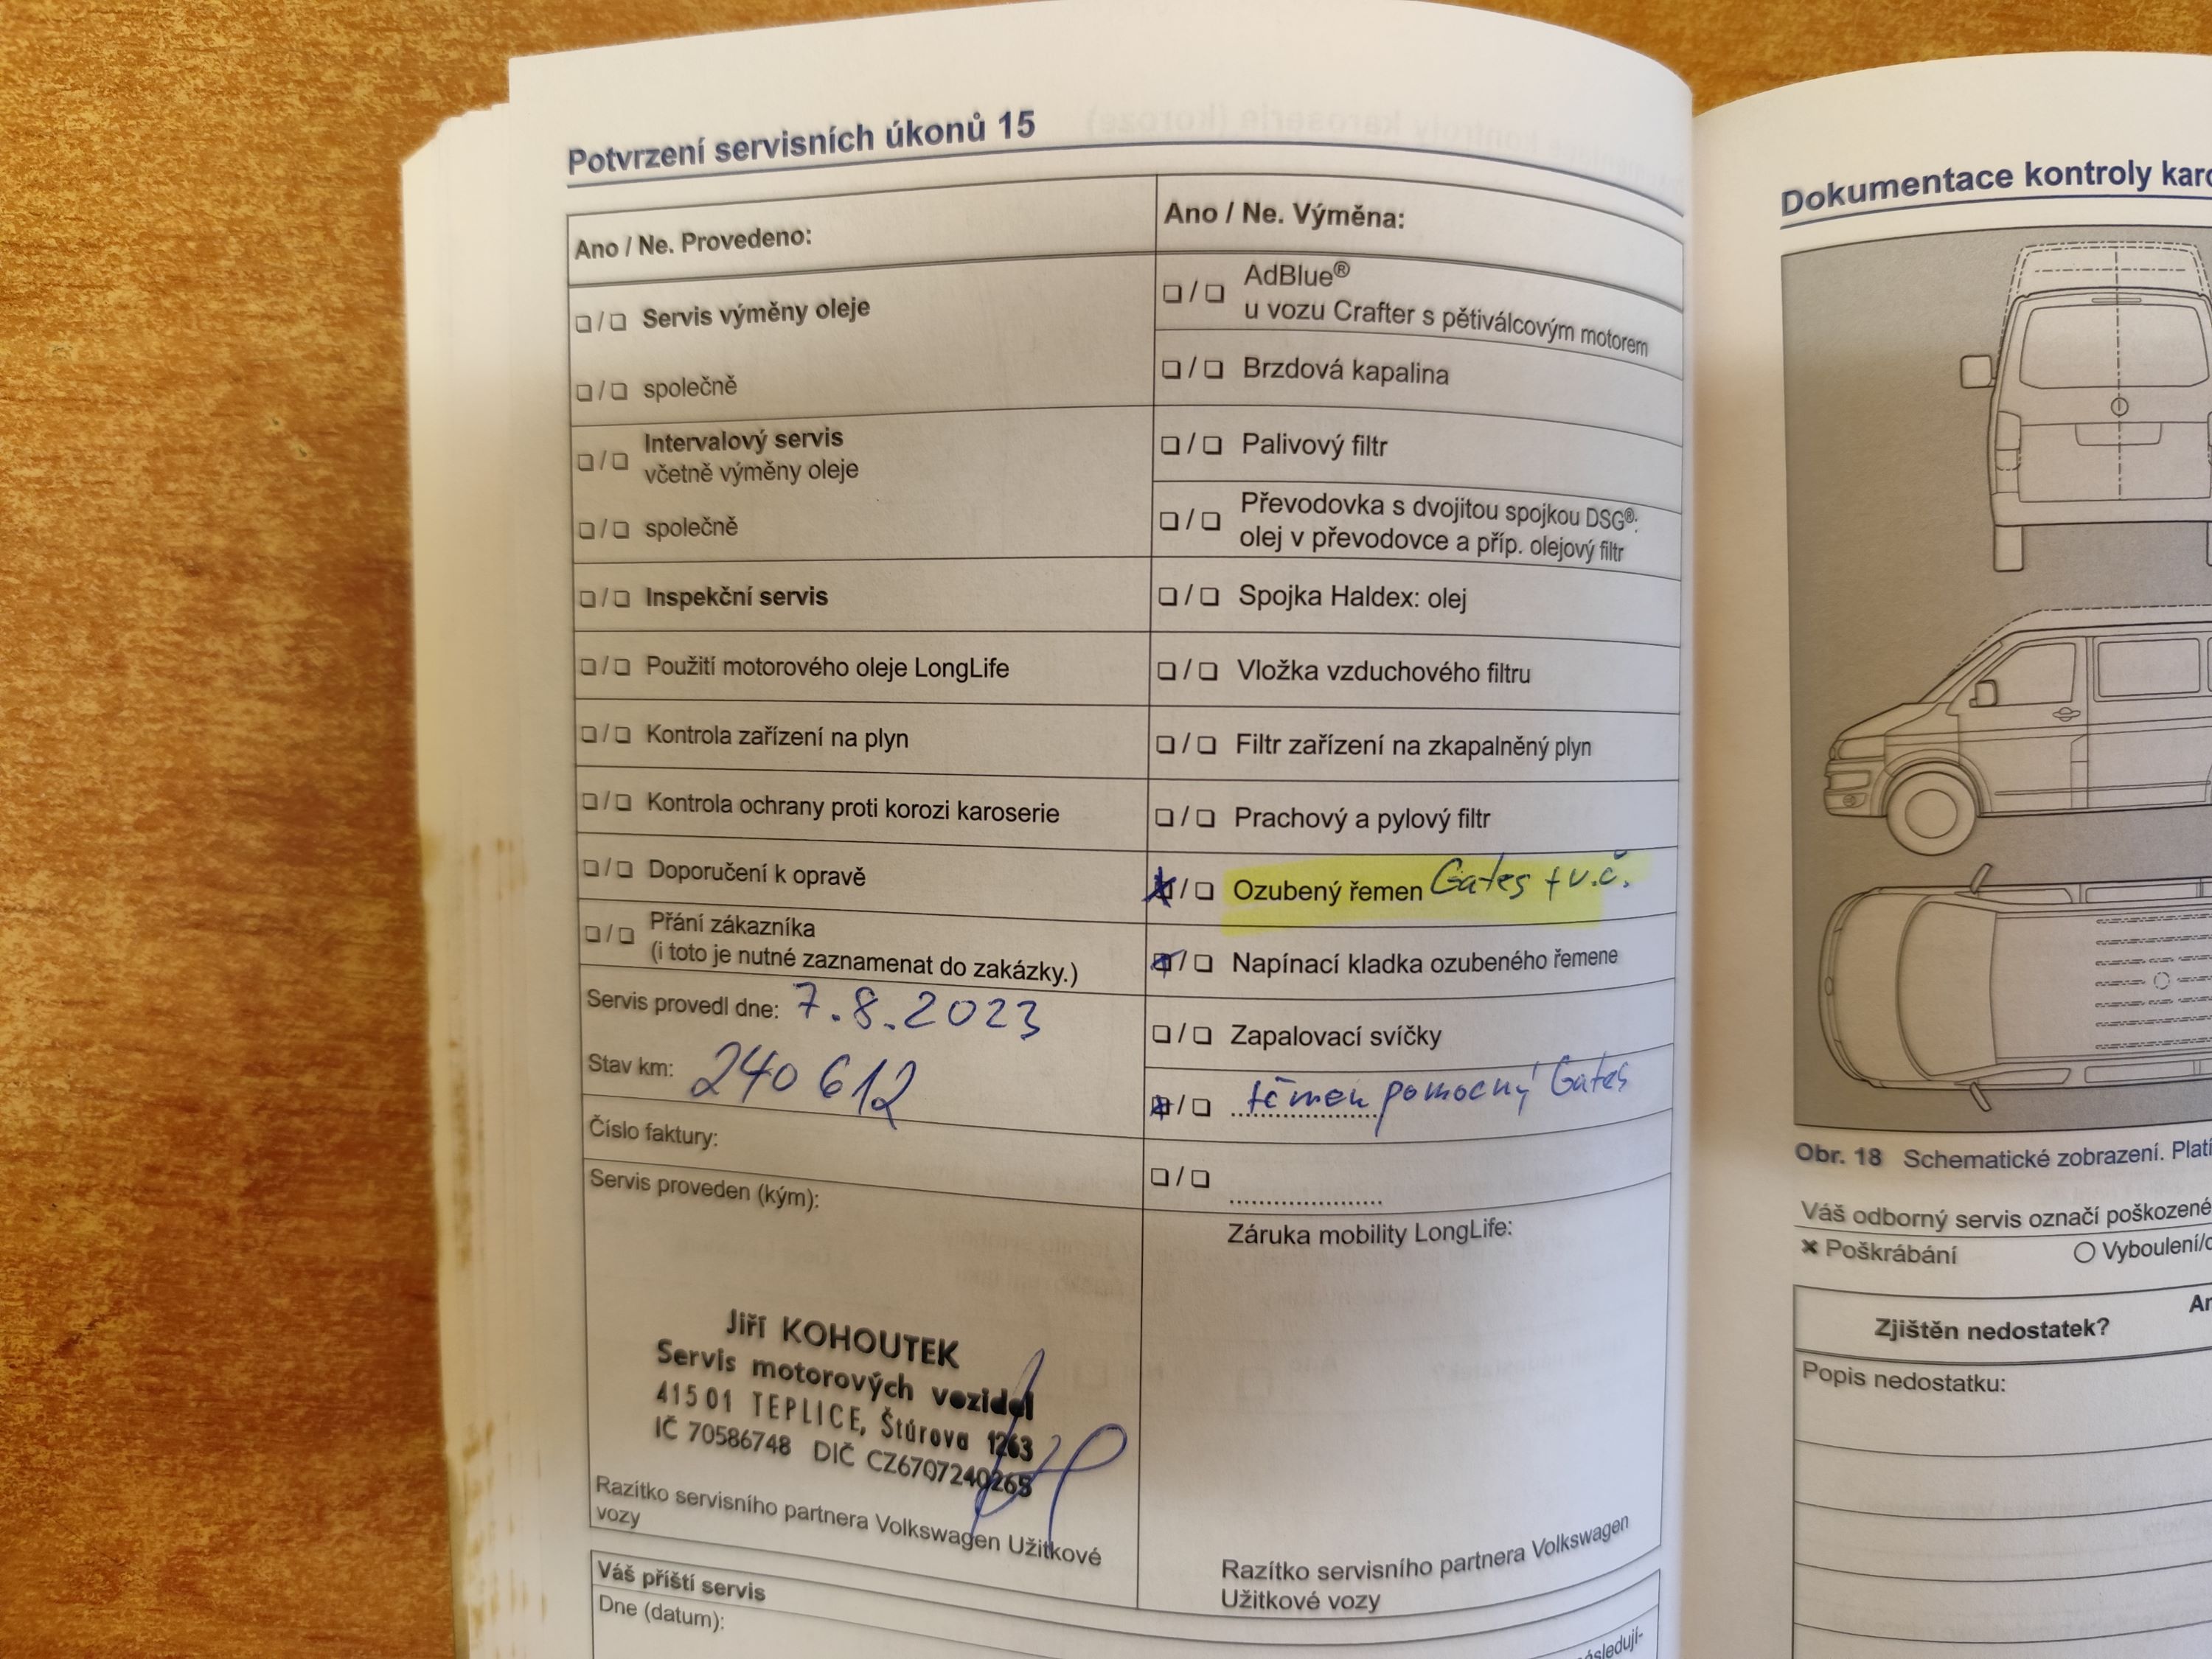 Potvrzení servisních úkonů 15
Ano / Ne. Provedeno:
❏ / ❏ Servis výměny oleje
❏ / ❏ společně
❏ / ❏ Intervalový servis
včetně výměny oleje
❏ / ❏ společně
❏ / ❏ Inspekční servis
❏ / ❏ Použití motorového oleje LongLife
❏ / ❏ Kontrola zařízení na plyn
❏ / ❏ Kontrola ochrany proti korozi karoserie
❏ / ❏ Doporučení k opravě
❏ / ❏ Přání zákazníka
(i toto je nutné zaznamenat do zakázky.)
Servis provedl dne: 7.8.2023
Stav km: 240 612
Číslo faktury:
Servis proveden (kým):
Jiří KOHOUTEK
Servis motorových vozidel
415 01 TEPLICE, Štúrova 1263
IČ 70586748 DIČ CZ6707240265
Razítko servisního partnera Volkswagen Užitkové
vozy
Ano / Ne. Výměna:
❏ / ❏ AdBlue®
u vozu Crafter s pětiválcovým motorem
❏ / ❏ Brzdová kapalina
❏ / ❏ Palivový filtr
❏ / ❏ Převodovka s dvojitou spojkou DSG®:
olej v převodovce a příp. olejový filtr
❏ / ❏ Spojka Haldex: olej
❏ / ❏ Vložka vzduchového filtru
❏ / ❏ Filtr zařízení na zkapalněný plyn
❏ / ❏ Prachový a pylový filtr
x / ❏ Ozubený řemen Gates + v.č.
x / ❏ Napínací kladka ozubeného řemene
❏ / ❏ Zapalovací svíčky
x / ❏ řemen pomocný Gates
❏ / ❏ ....................
Záruka mobility LongLife:
Razítko servisního partnera Volkswagen
Užitkové vozy
Váš příští servis
Dne (datum):
Dokumentace kontroly karo
Obr. 18 Schematické zobrazení. Platí
Váš odborný servis označí poškozené
× Poškrábání ○ Vyboulení/
Zjištěn nedostatek?
Popis nedostatku: